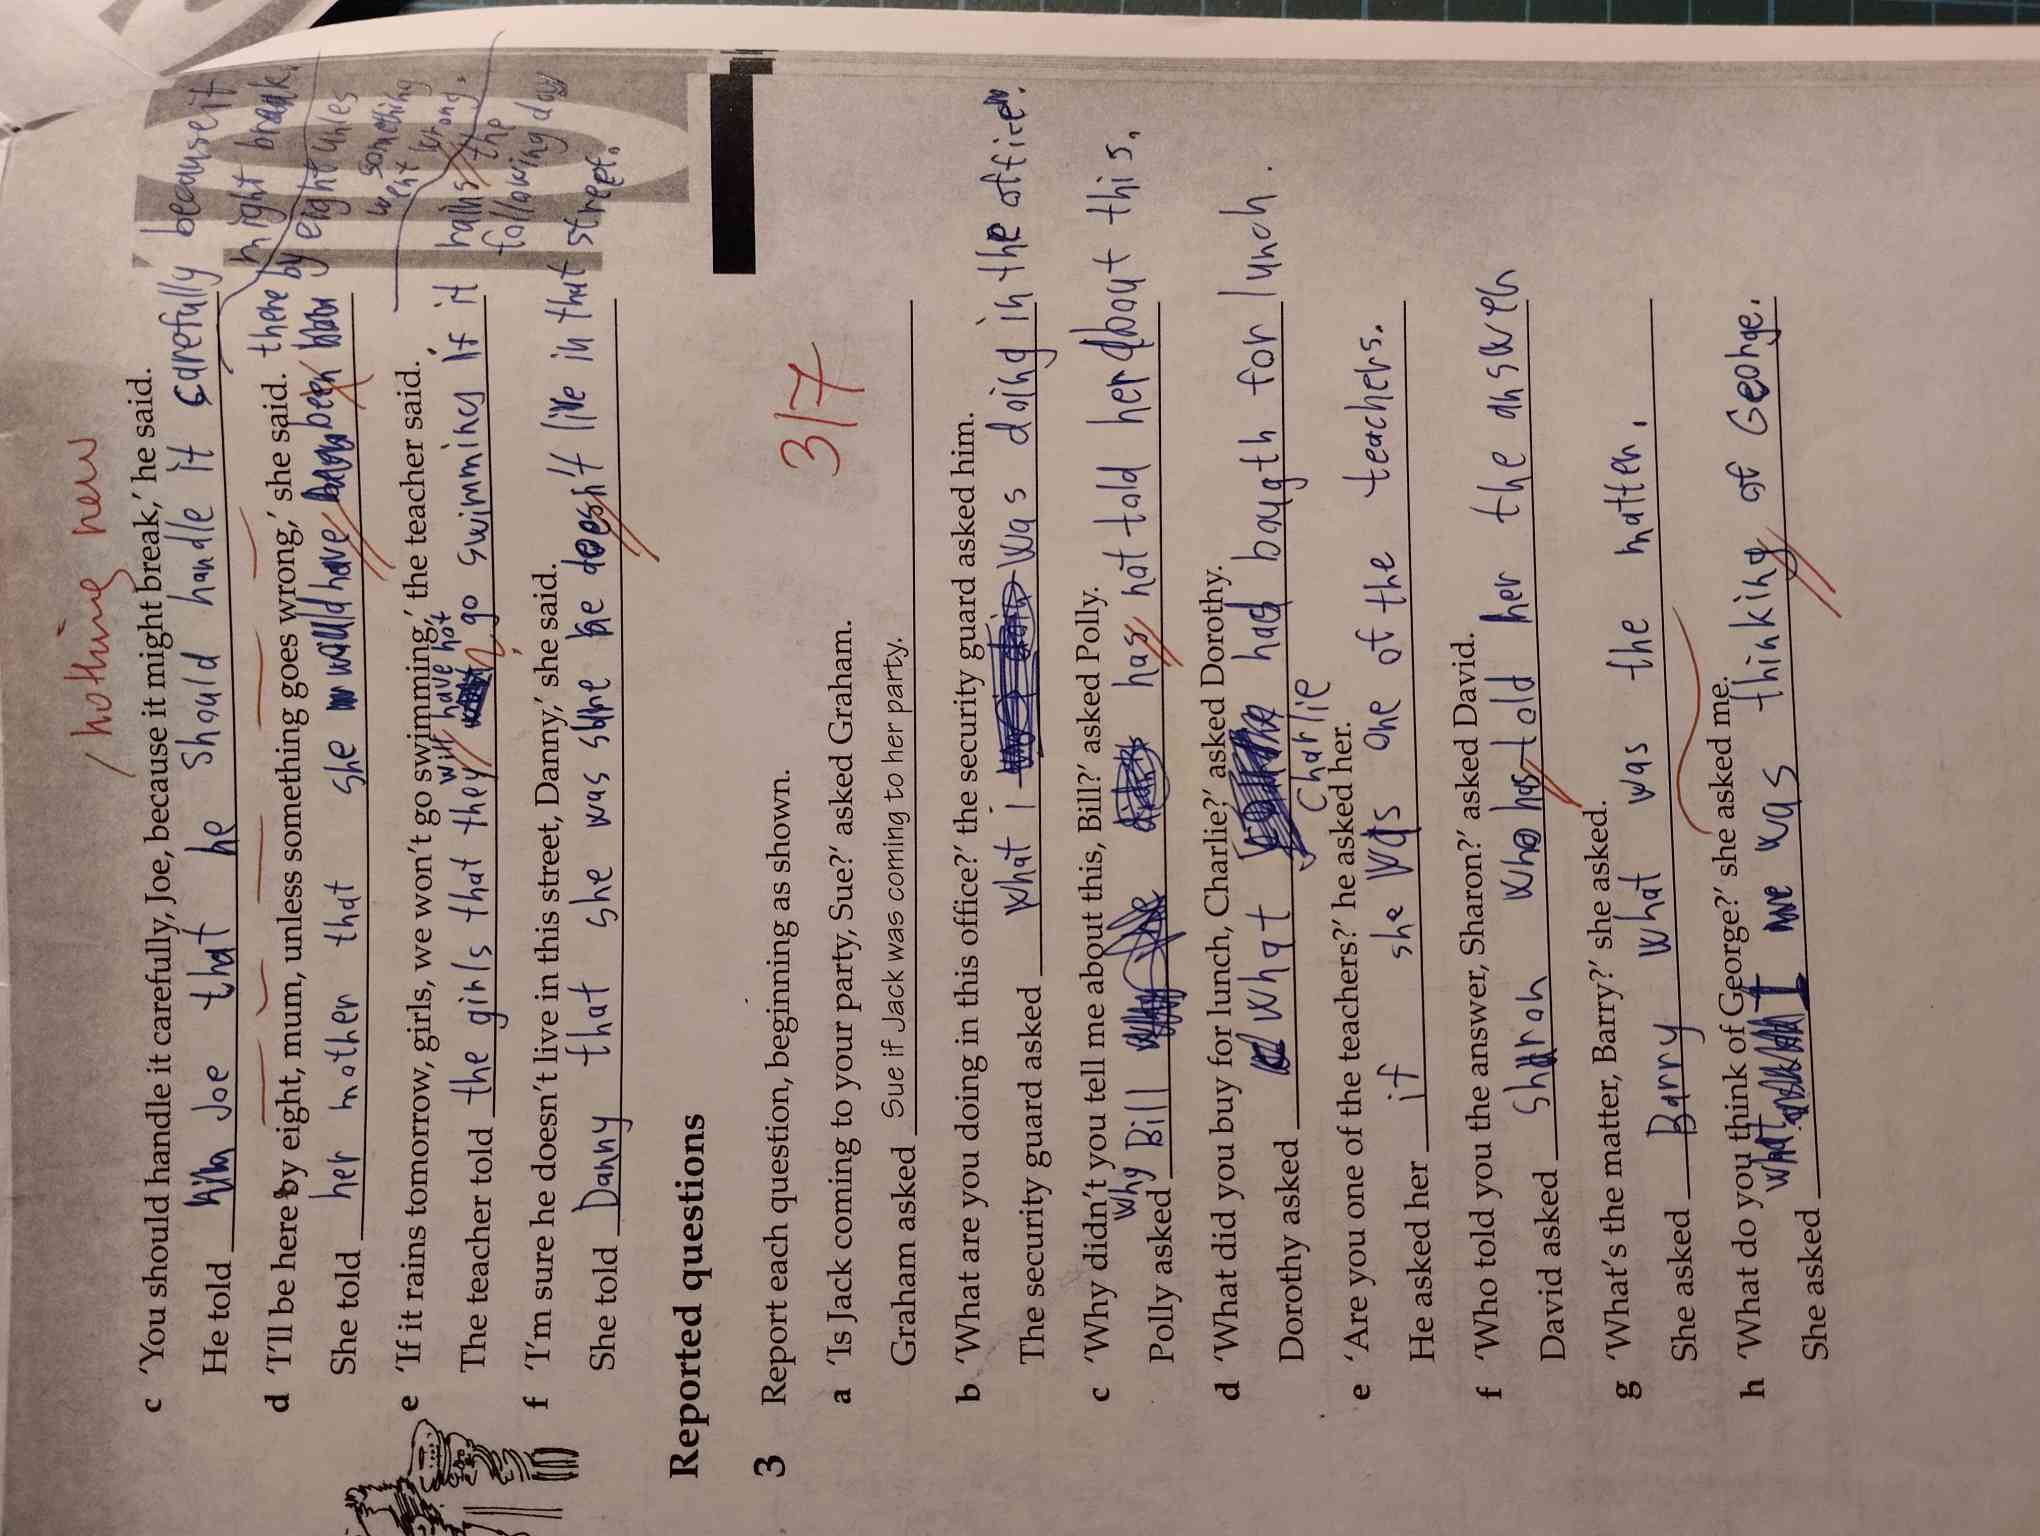 nothing new
c 'You should handle it carefully, Joe, because it might break,' he said.
He told Joe that he should handle it carefully because it
might break.
d 'I'll be here by eight, mum, unless something goes wrong,' she said. there
She told her mother that she would have been by eight unles
something
went wrong.
e 'If it rains tomorrow, girls, we won't go swimming,' the teacher said.
will have not
The teacher told the girls that they go swimming if it rains the
following day
f 'I'm sure he doesn't live in this street, Danny,' she said.
She told Danny that she was sure he doesn't live in that street.
Reported questions
3 Report each question, beginning as shown.
3/7
a 'Is Jack coming to your party, Sue?' asked Graham.
Graham asked Sue if Jack was coming to her party.
b 'What are you doing in this office?' the security guard asked him.
The security guard asked what i was doing in the office.
c 'Why didn't you tell me about this, Bill?' asked Polly.
why
Polly asked Bill has not told her about this.
d 'What did you buy for lunch, Charlie?' asked Dorothy.
Dorothy asked what had bougth for lunch.
Charlie
e 'Are you one of the teachers?' he asked her.
He asked her if she was one of the teachers.
f 'Who told you the answer, Sharon?' asked David.
David asked Sharon who has told her the answer
g 'What's the matter, Barry?' she asked.
She asked Barry what was the matter.
h 'What do you think of George?' she asked me.
She asked what I was thinking of George.